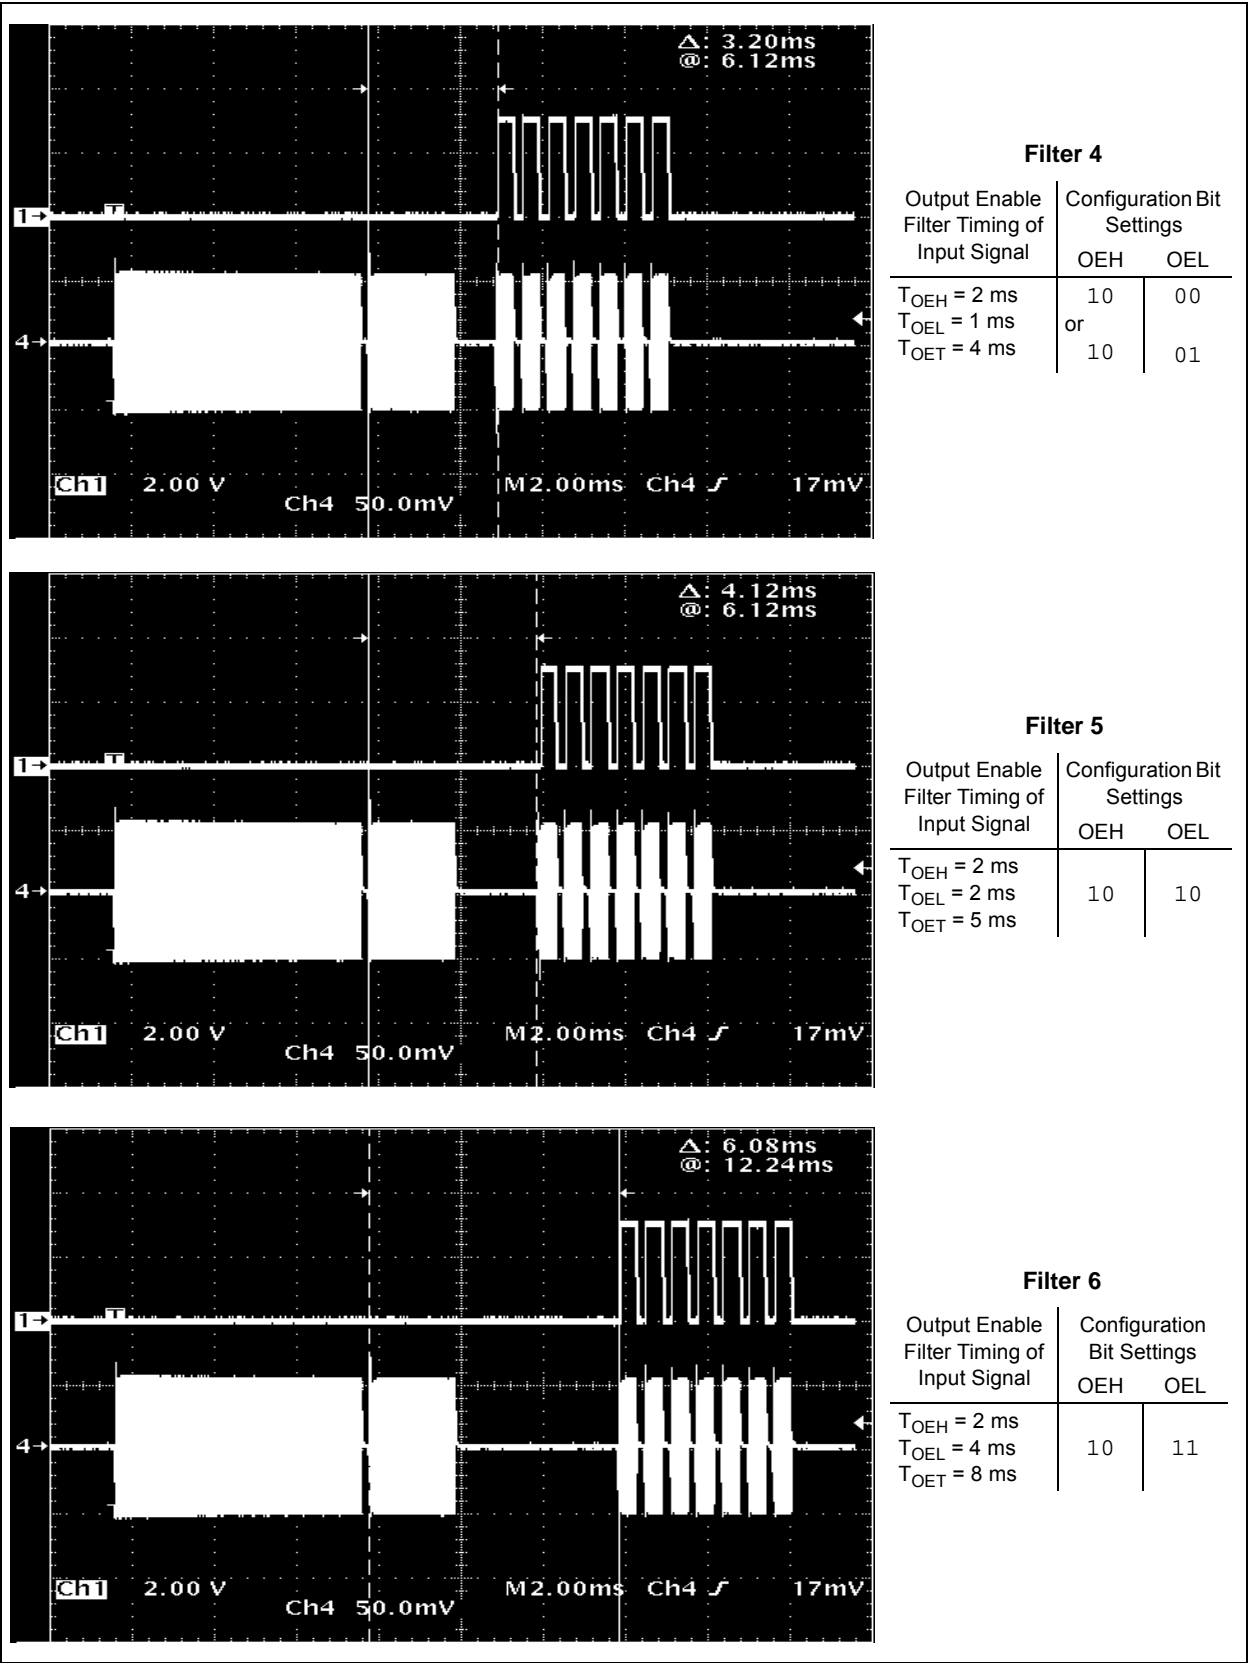 Δ: 3.20ms
@: 6.12ms
T
1→
4→
Ch1 2.00 V
Ch4 50.0mV
M2.00ms Ch4 17mV
Filter 4
Output Enable Filter Timing of Input Signal
Configuration Bit Settings
OEH OEL
TOEH = 2 ms
TOEL = 1 ms
TOET = 4 ms
10 00
or
10 01
Δ: 4.12ms
@: 6.12ms
T
1→
4→
Ch1 2.00 V
Ch4 50.0mV
M2.00ms Ch4 17mV
Filter 5
Output Enable Filter Timing of Input Signal
Configuration Bit Settings
OEH OEL
TOEH = 2 ms
TOEL = 2 ms
TOET = 5 ms
10 10
Δ: 6.08ms
@: 12.24ms
T
1→
4→
Ch1 2.00 V
Ch4 50.0mV
M2.00ms Ch4 17mV
Filter 6
Output Enable Filter Timing of Input Signal
Configuration Bit Settings
OEH OEL
TOEH = 2 ms
TOEL = 4 ms
TOET = 8 ms
10 11